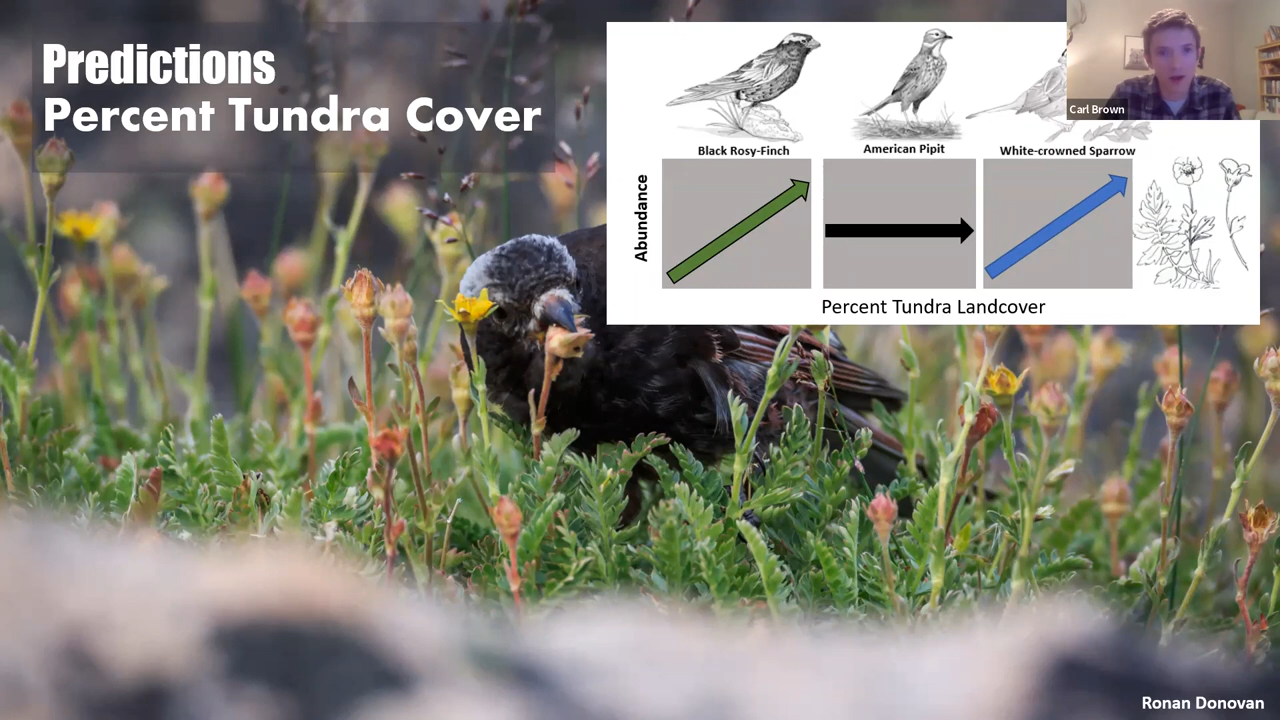 Predictions
Percent Tundra Cover
Carl Brown
Black Rosy-Finch
American Pipit
White-crowned Sparrow
Abundance
Percent Tundra Landcover
Ronan Donovan